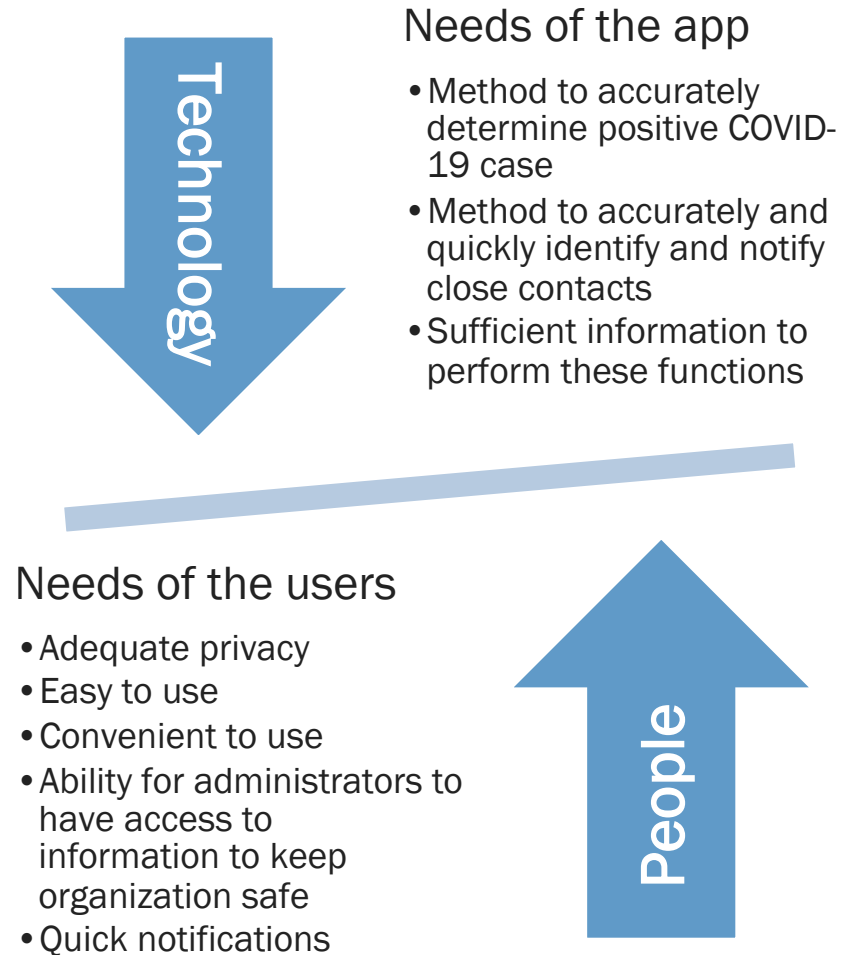 Technology
Needs of the app
•Method to accurately
determine positive COVID-
19 case
•Method to accurately and
quickly identify and notify
close contacts
•Sufficient information to
perform these functions
Needs of the users
•Adequate privacy
•Easy to use
•Convenient to use
•Ability for administrators to
have access to
information to keep
organization safe
•Quick notifications
People